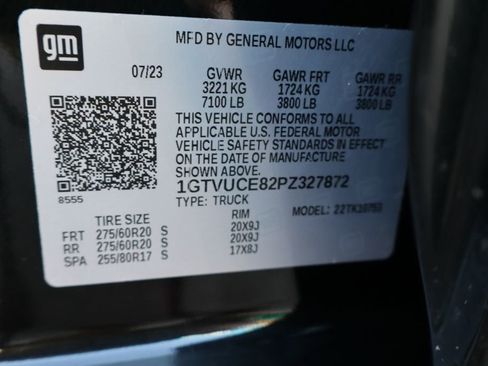 gm
MFD BY GENERAL MOTORS LLC
07/23 GVWR GAWR FRT GAWR RR
3221 KG 1724 KG 1724 KG
7100 LB 3800 LB 3800 LB
THIS VEHICLE CONFORMS TO ALL
APPLICABLE U.S. FEDERAL MOTOR
VEHICLE SAFETY STANDARDS IN EFFECT
ON THE DATE OF MANUFACTURE SHOWN ABOVE.
8555 1GTVUCE82PZ327872
TYPE: TRUCK MODEL: 22TK10753
TIRE SIZE RIM
FRT 275/60R20 S 20X9J
RR 275/60R20 S 20X9J
SPA 255/80R17 S 17X8J